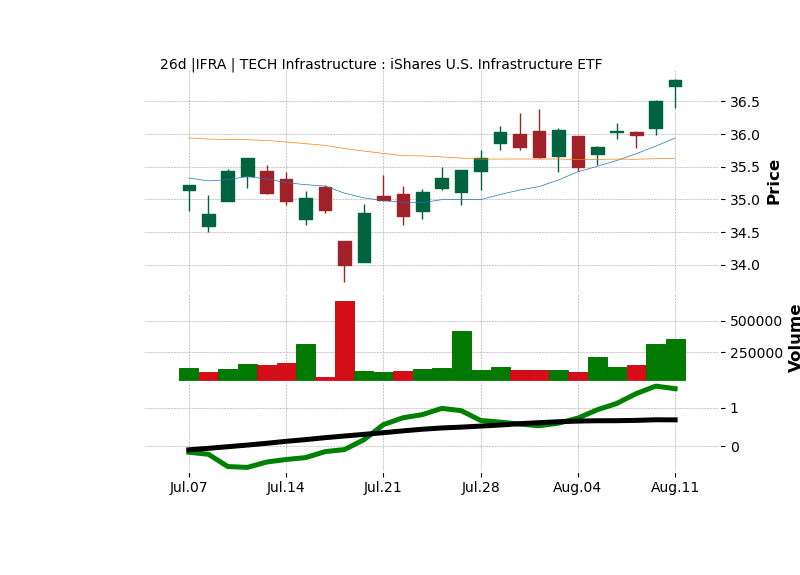 26d |IFRA | TECH Infrastructure : iShares U.S. Infrastructure ETF
36.5
36.0
35.5
35.0
34.5
34.0
Price
500000
250000
Volume
1
0
Jul.07 Jul.14 Jul.21 Jul.28 Aug.04 Aug.11